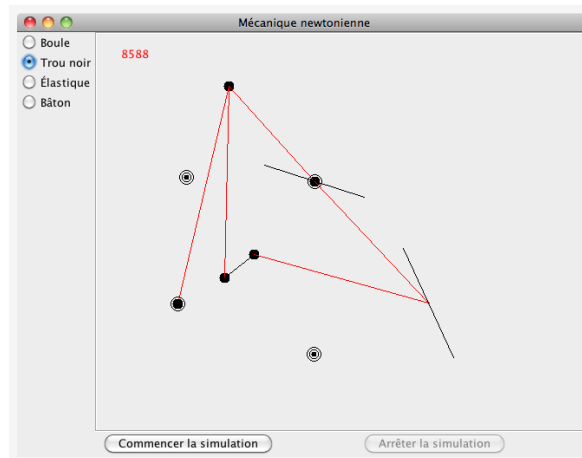 Mécanique newtonienne
Boule
Trou noir
Élastique
Bâton
8588
Commencer la simulation
Arrêter la simulation